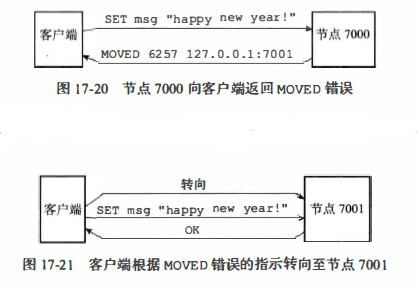 SET msg "happy new year!"
客户端
节点 7000
MOVED 6257 127.0.0.1:7001
图 17-20 节点 7000 向客户端返回 MOVED 错误
转向
客户端
SET msg "happy new year!"
节点 7001
OK
图 17-21 客户端根据 MOVED 错误的指示转向至节点 7001